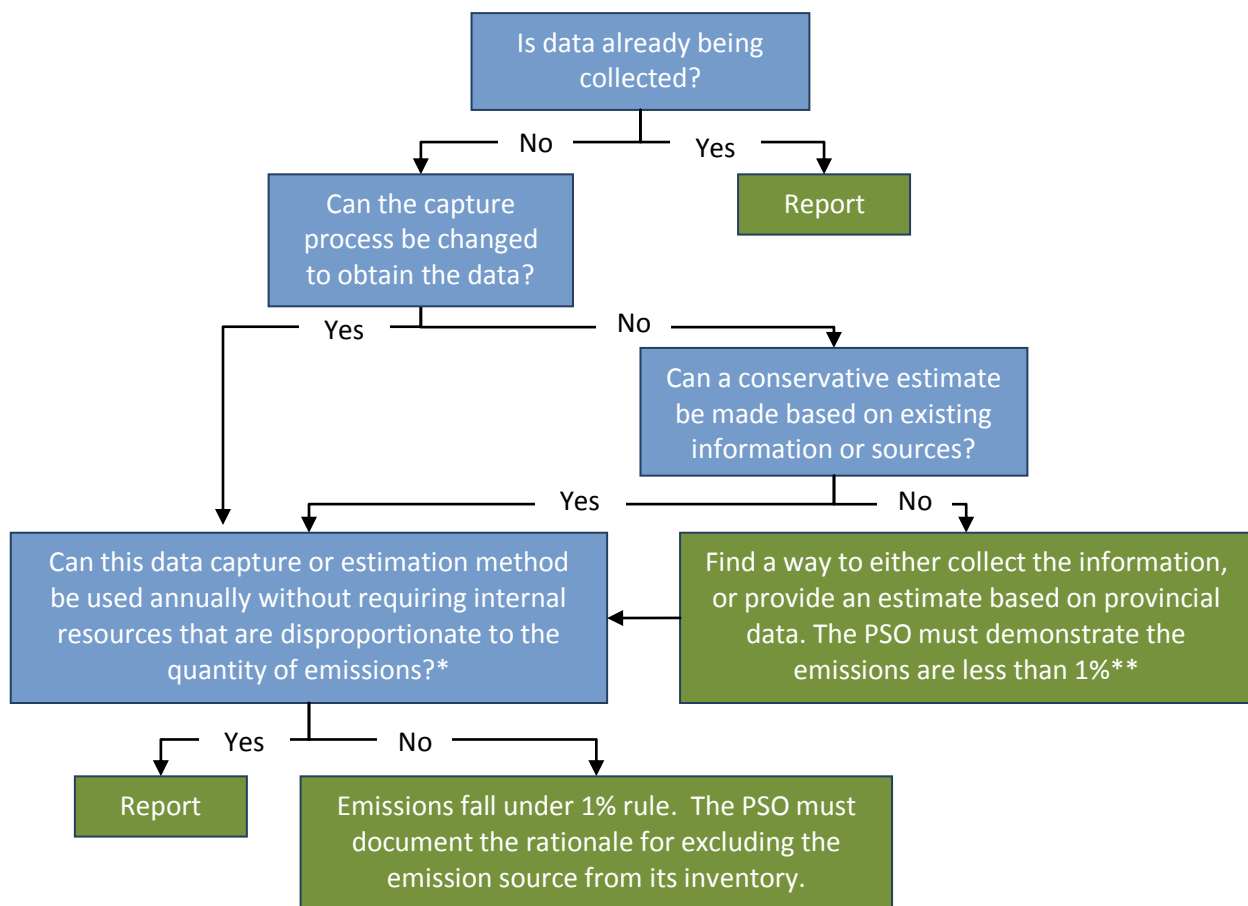 Is data already being
collected?
No
Yes
Can the capture
process be changed
to obtain the data?
Report
Yes
No
Can a conservative estimate
be made based on existing
information or sources?
Yes
No
Can this data capture or estimation method
be used annually without requiring internal
resources that are disproportionate to the
quantity of emissions?*
Find a way to either collect the information,
or provide an estimate based on provincial
data. The PSO must demonstrate the
emissions are less than 1%**
Yes
No
Report
Emissions fall under 1% rule.  The PSO must
document the rationale for excluding the
emission source from its inventory.